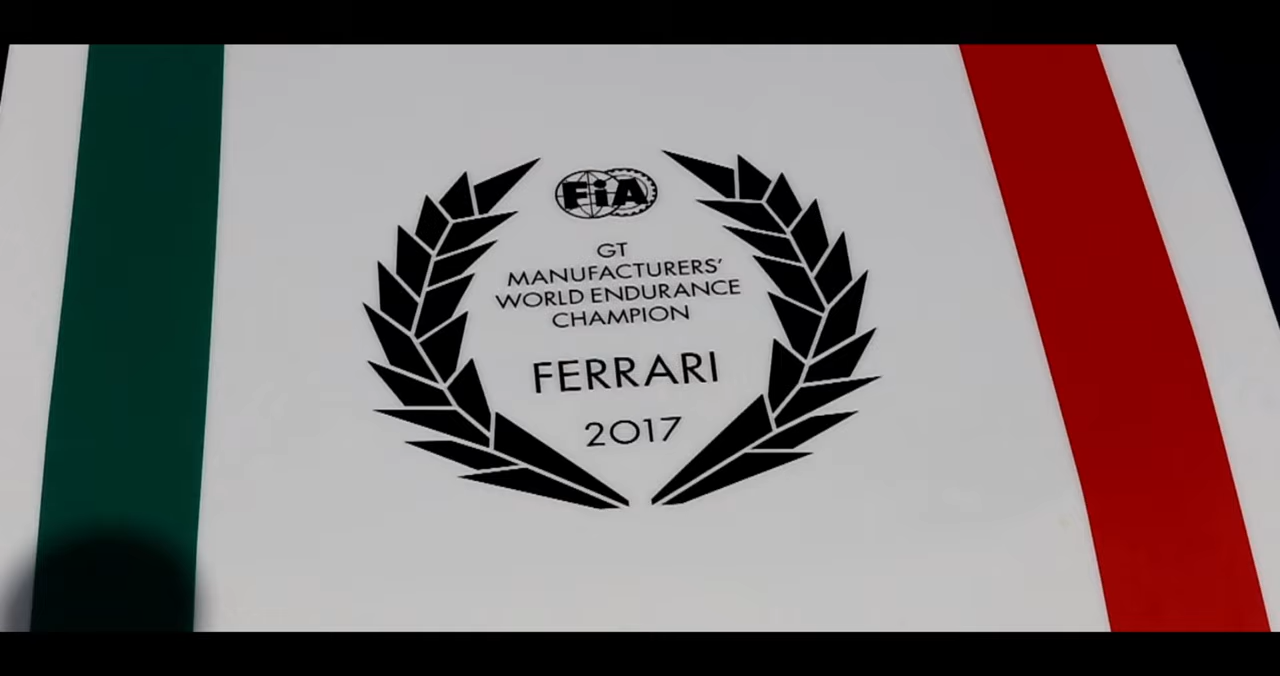 FiA
GT
MANUFACTURERS'
WORLD ENDURANCE
CHAMPION
FERRARI
2017